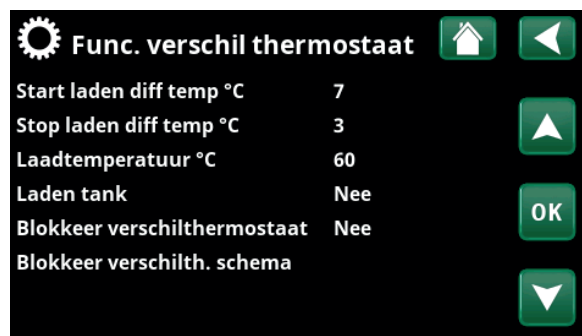 Func. verschil thermostaat
Start laden diff temp °C 7
Stop laden diff temp °C 3
Laadtemperatuur °C 60
Laden tank Nee
Blokkeer verschilthermostaat Nee
Blokkeer verschilth. schema
OK